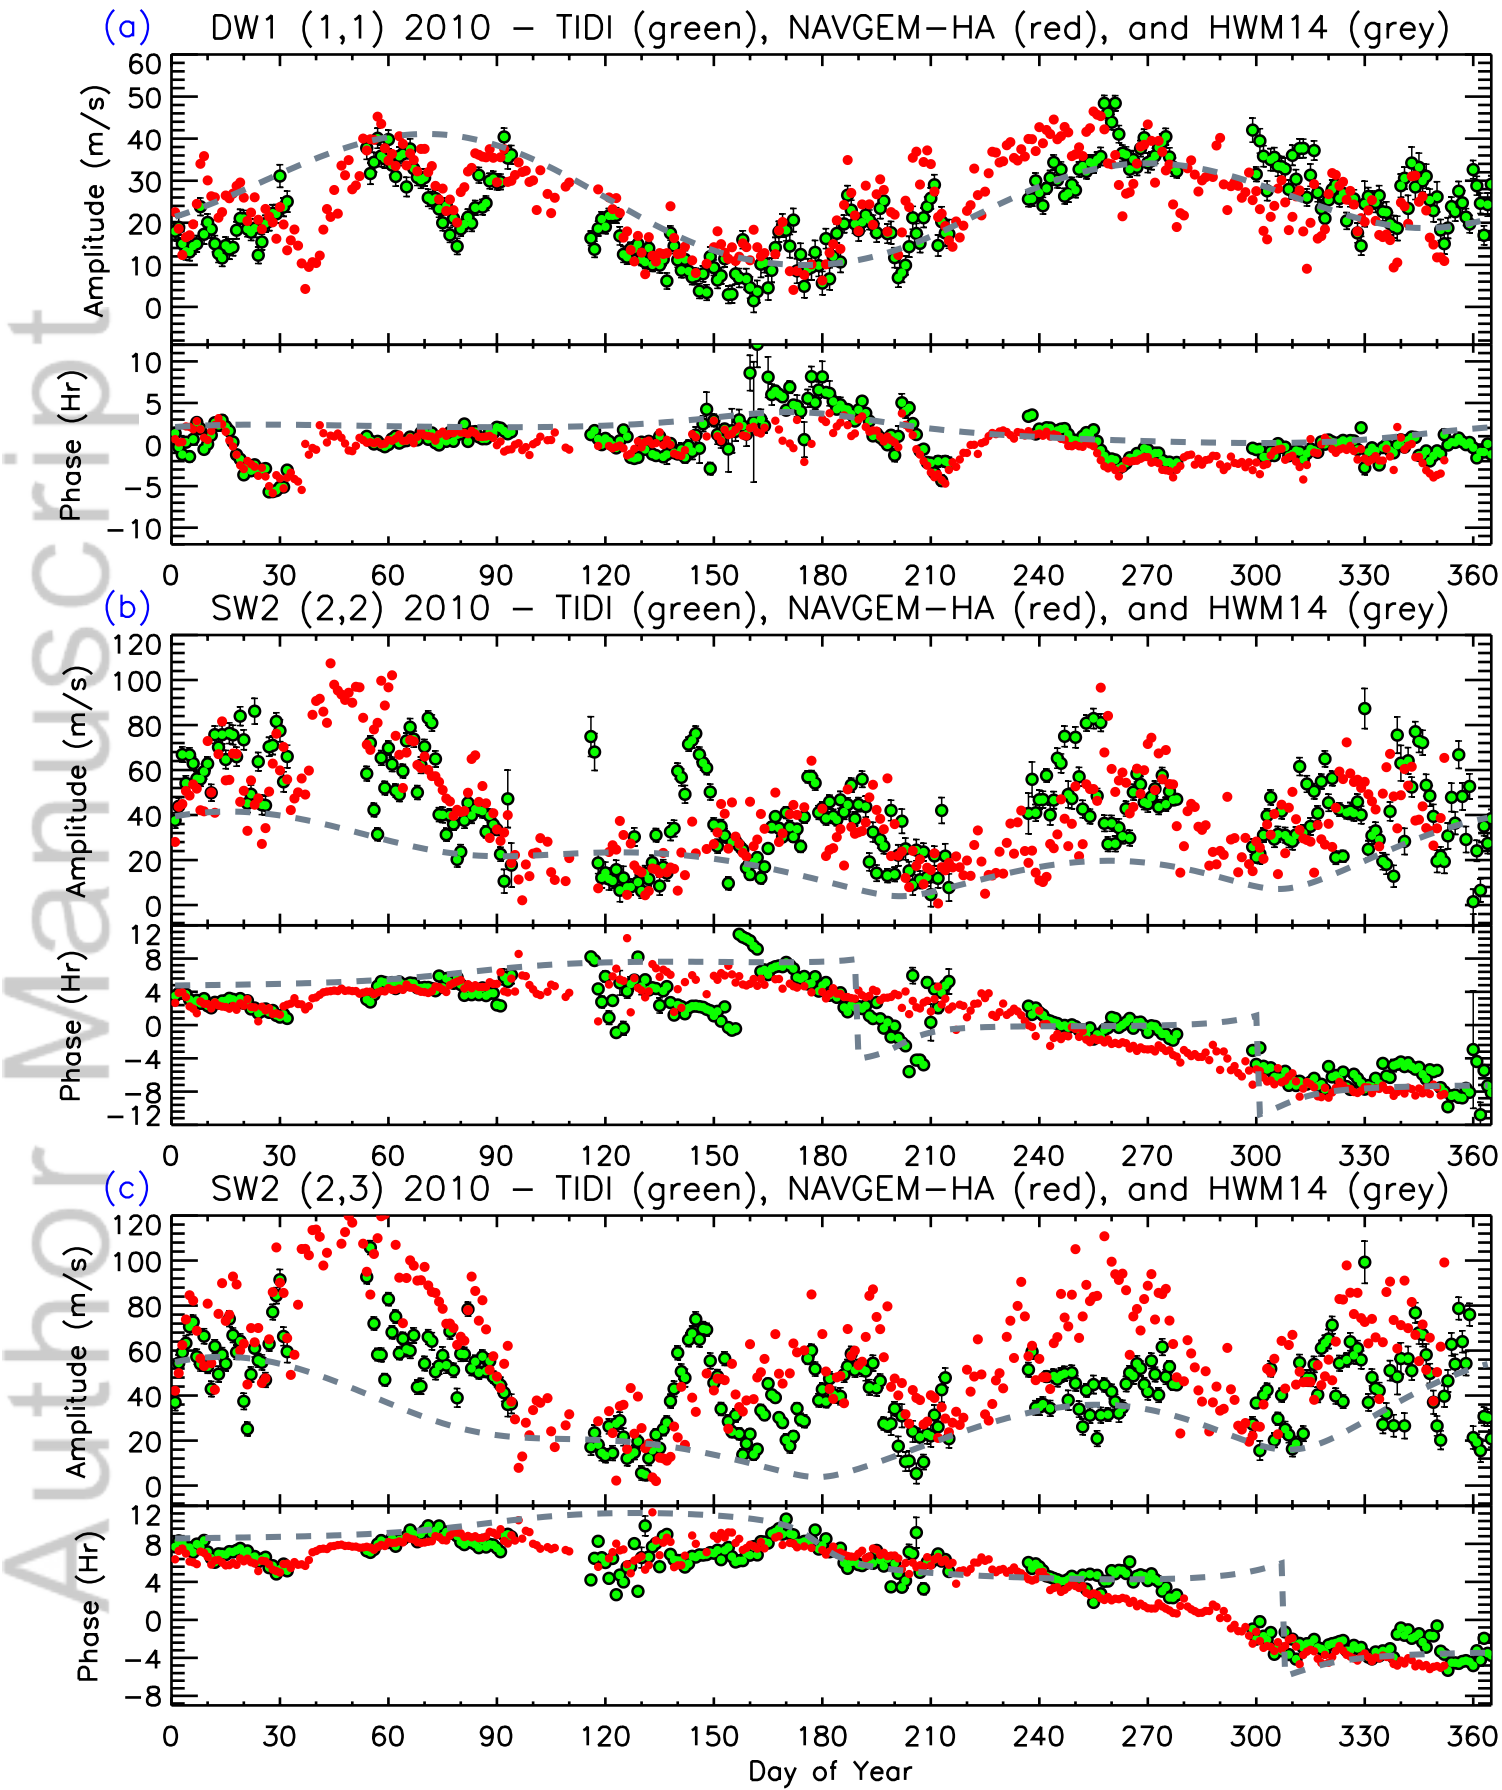 (a) DW1 (1,1) 2010 – TIDI (green), NAVGEM–HA (red), and HWM14 (grey)
Amplitude (m/s)
60
50
40
30
20
10
0
Phase (Hr)
10
5
0
−5
−10
0 30 60 90 120 150 180 210 240 270 300 330 360
(b) SW2 (2,2) 2010 – TIDI (green), NAVGEM–HA (red), and HWM14 (grey)
Amplitude (m/s)
120
100
80
60
40
20
0
Phase (Hr)
12
8
4
0
−4
−8
−12
0 30 60 90 120 150 180 210 240 270 300 330 360
(c) SW2 (2,3) 2010 – TIDI (green), NAVGEM–HA (red), and HWM14 (grey)
Amplitude (m/s)
120
100
80
60
40
20
0
Phase (Hr)
12
8
4
0
−4
−8
0 30 60 90 120 150 180 210 240 270 300 330 360
Day of Year
Author Manuscript